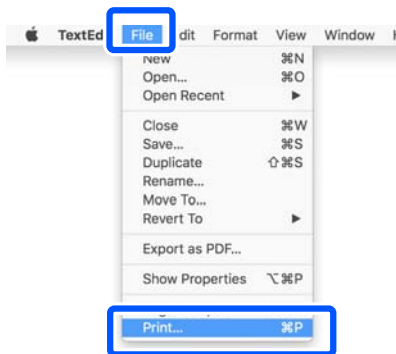 TextEd File dit Format View Window
New ⌘N
Open... ⌘O
Open Recent ▶
Close ⌘W
Save... ⌘S
Duplicate ⇧⌘S
Rename...
Move To...
Revert To ▶
Export as PDF...
Show Properties ⌥⌘P
Print... ⌘P